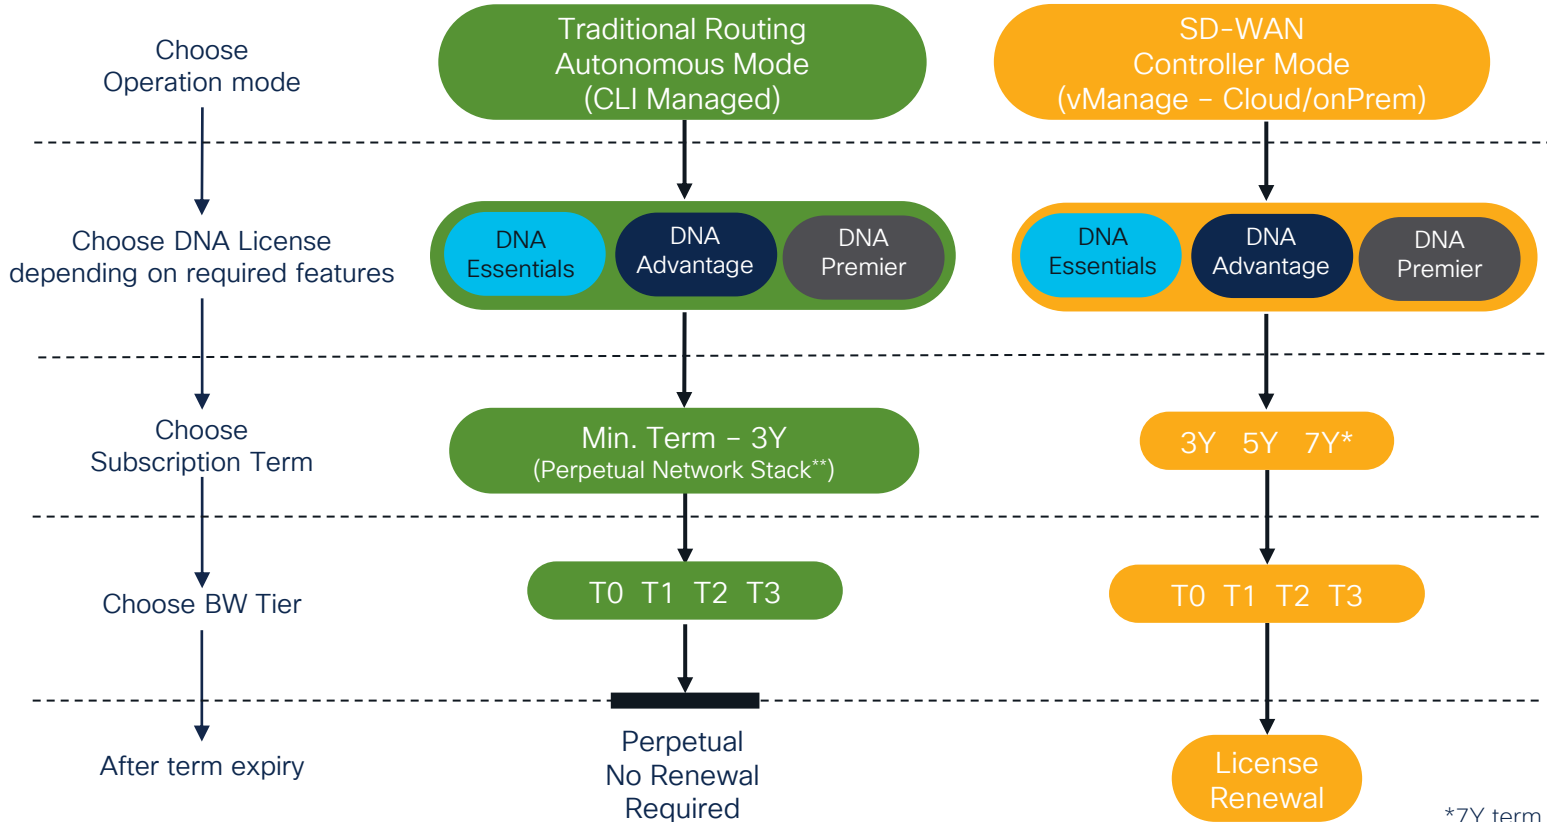 Choose
Operation mode
Traditional Routing
Autonomous Mode
(CLI Managed)
SD-WAN
Controller Mode
(vManage - Cloud/onPrem)
Choose DNA License
depending on required features
DNA
Essentials
DNA
Advantage
DNA
Premier
DNA
Essentials
DNA
Advantage
DNA
Premier
Choose
Subscription Term
Min. Term - 3Y
(Perpetual Network Stack**)
3Y 5Y 7Y*
Choose BW Tier
T0 T1 T2 T3
T0 T1 T2 T3
After term expiry
Perpetual
No Renewal
Required
License
Renewal
*7Y term